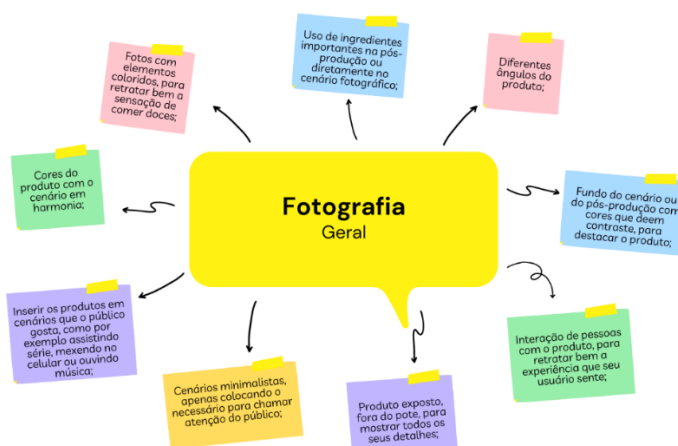 Fotos com
elementos
coloridos, para
retratar bem a
sensação de
comer doces;
Uso de ingredientes
importantes na pós-
produção ou
diretamente no
cenário fotográfico;
Diferentes
ângulos do
produto;
Cores do
produto com o
cenário em
harmonia;
Fotografia
Geral
Fundo do cenário ou
do pós-produção com
cores que deem
contraste, para
destacar o produto;
Inserir os produtos em
cenários que o público
gosta, como por
exemplo assistindo
série, mexendo no
celular ou ouvindo
música;
Cenários minimalistas,
apenas colocando o
necessário para chamar
atenção do público;
Produto exposto,
fora do pote, para
mostrar todos os
seus detalhes;
Interação de pessoas
com o produto, para
retratar bem a
experiência que seu
usuário sente;